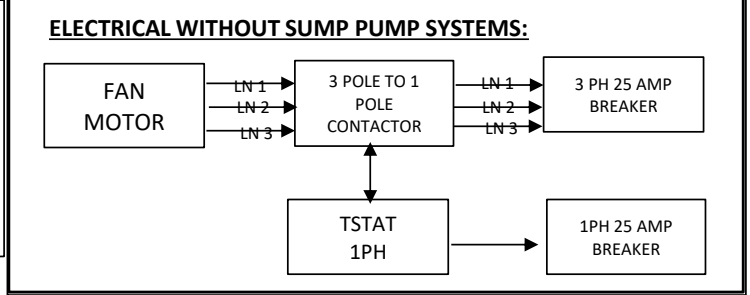 ELECTRICAL WITHOUT SUMP PUMP SYSTEMS:
FAN
MOTOR
LN 1
LN 2
LN 3
3 POLE TO 1
POLE
CONTACTOR
LN 1
LN 2
LN 3
3 PH 25 AMP
BREAKER
TSTAT
1PH
1PH 25 AMP
BREAKER